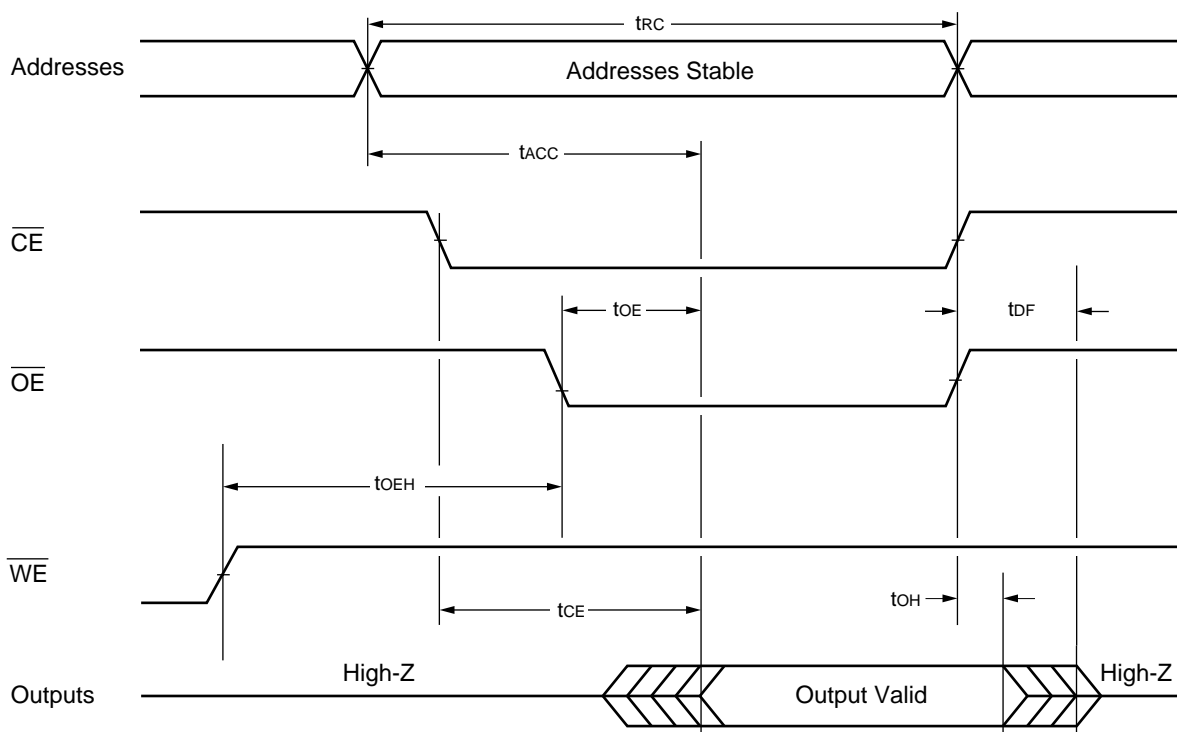 tRC
Addresses
Addresses Stable
tACC
CE
tOE
tDF
OE
tOEH
WE
tCE
tOH
High-Z
High-Z
Outputs
Output Valid